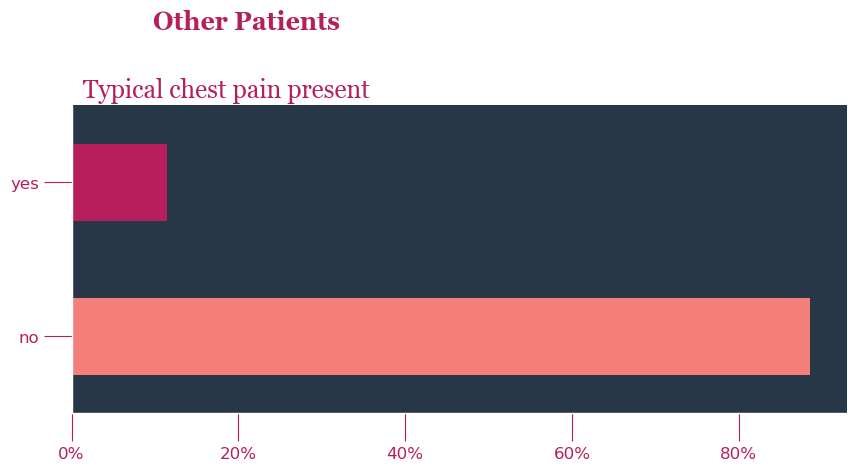 Other Patients
Typical chest pain present
yes
no
0% 20% 40% 60% 80%